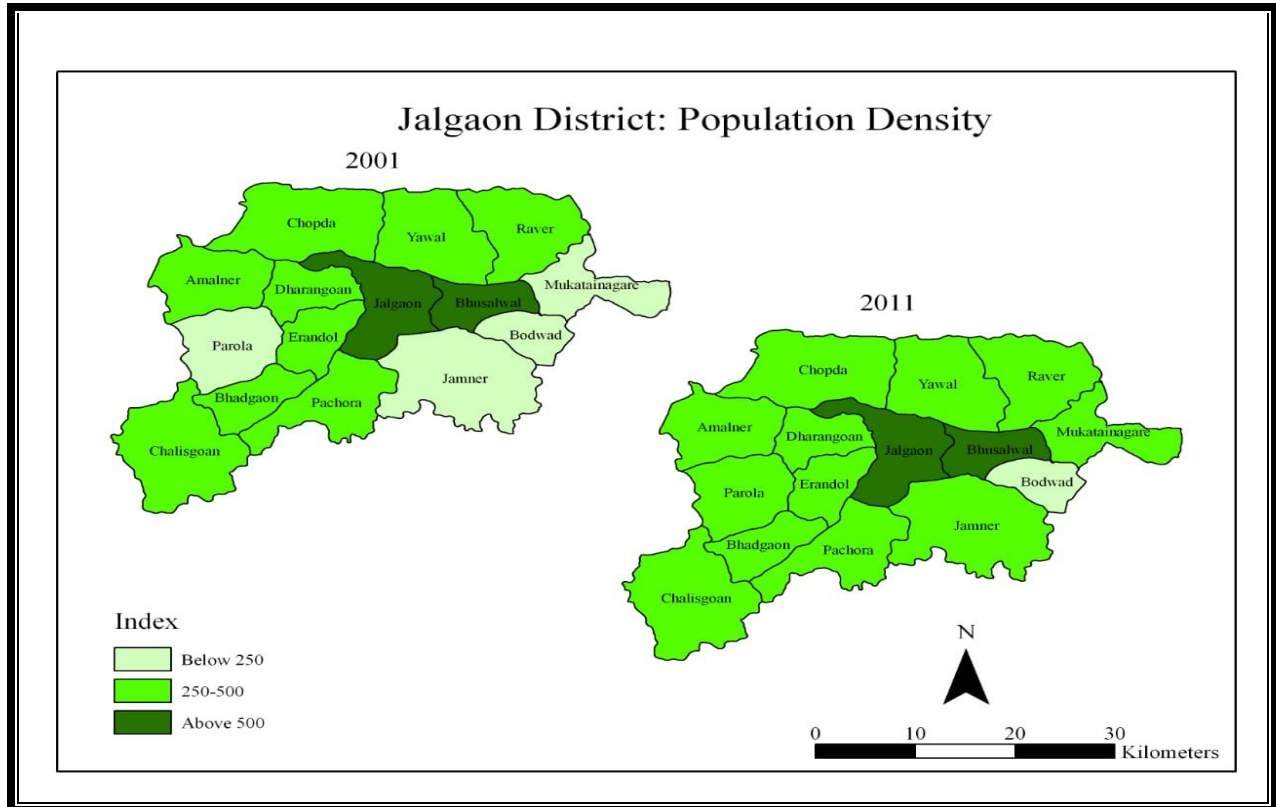 Jalgaon District: Population Density
2001
Chopda
Yawal
Raver
Amalner
Dharangoan
Jalgaon
Bhusalwal
Mukatainagare
Parola
Erandol
Bodwad
Jamner
Bhadgaon
Pachora
Chalisgoan
2011
Chopda
Yawal
Raver
Amalner
Dharangoan
Jalgaon
Bhusalwal
Mukatainagare
Parola
Erandol
Bodwad
Jamner
Bhadgaon
Pachora
Chalisgoan
Index
Below 250
250-500
Above 500
N
0 10 20 30
Kilometers